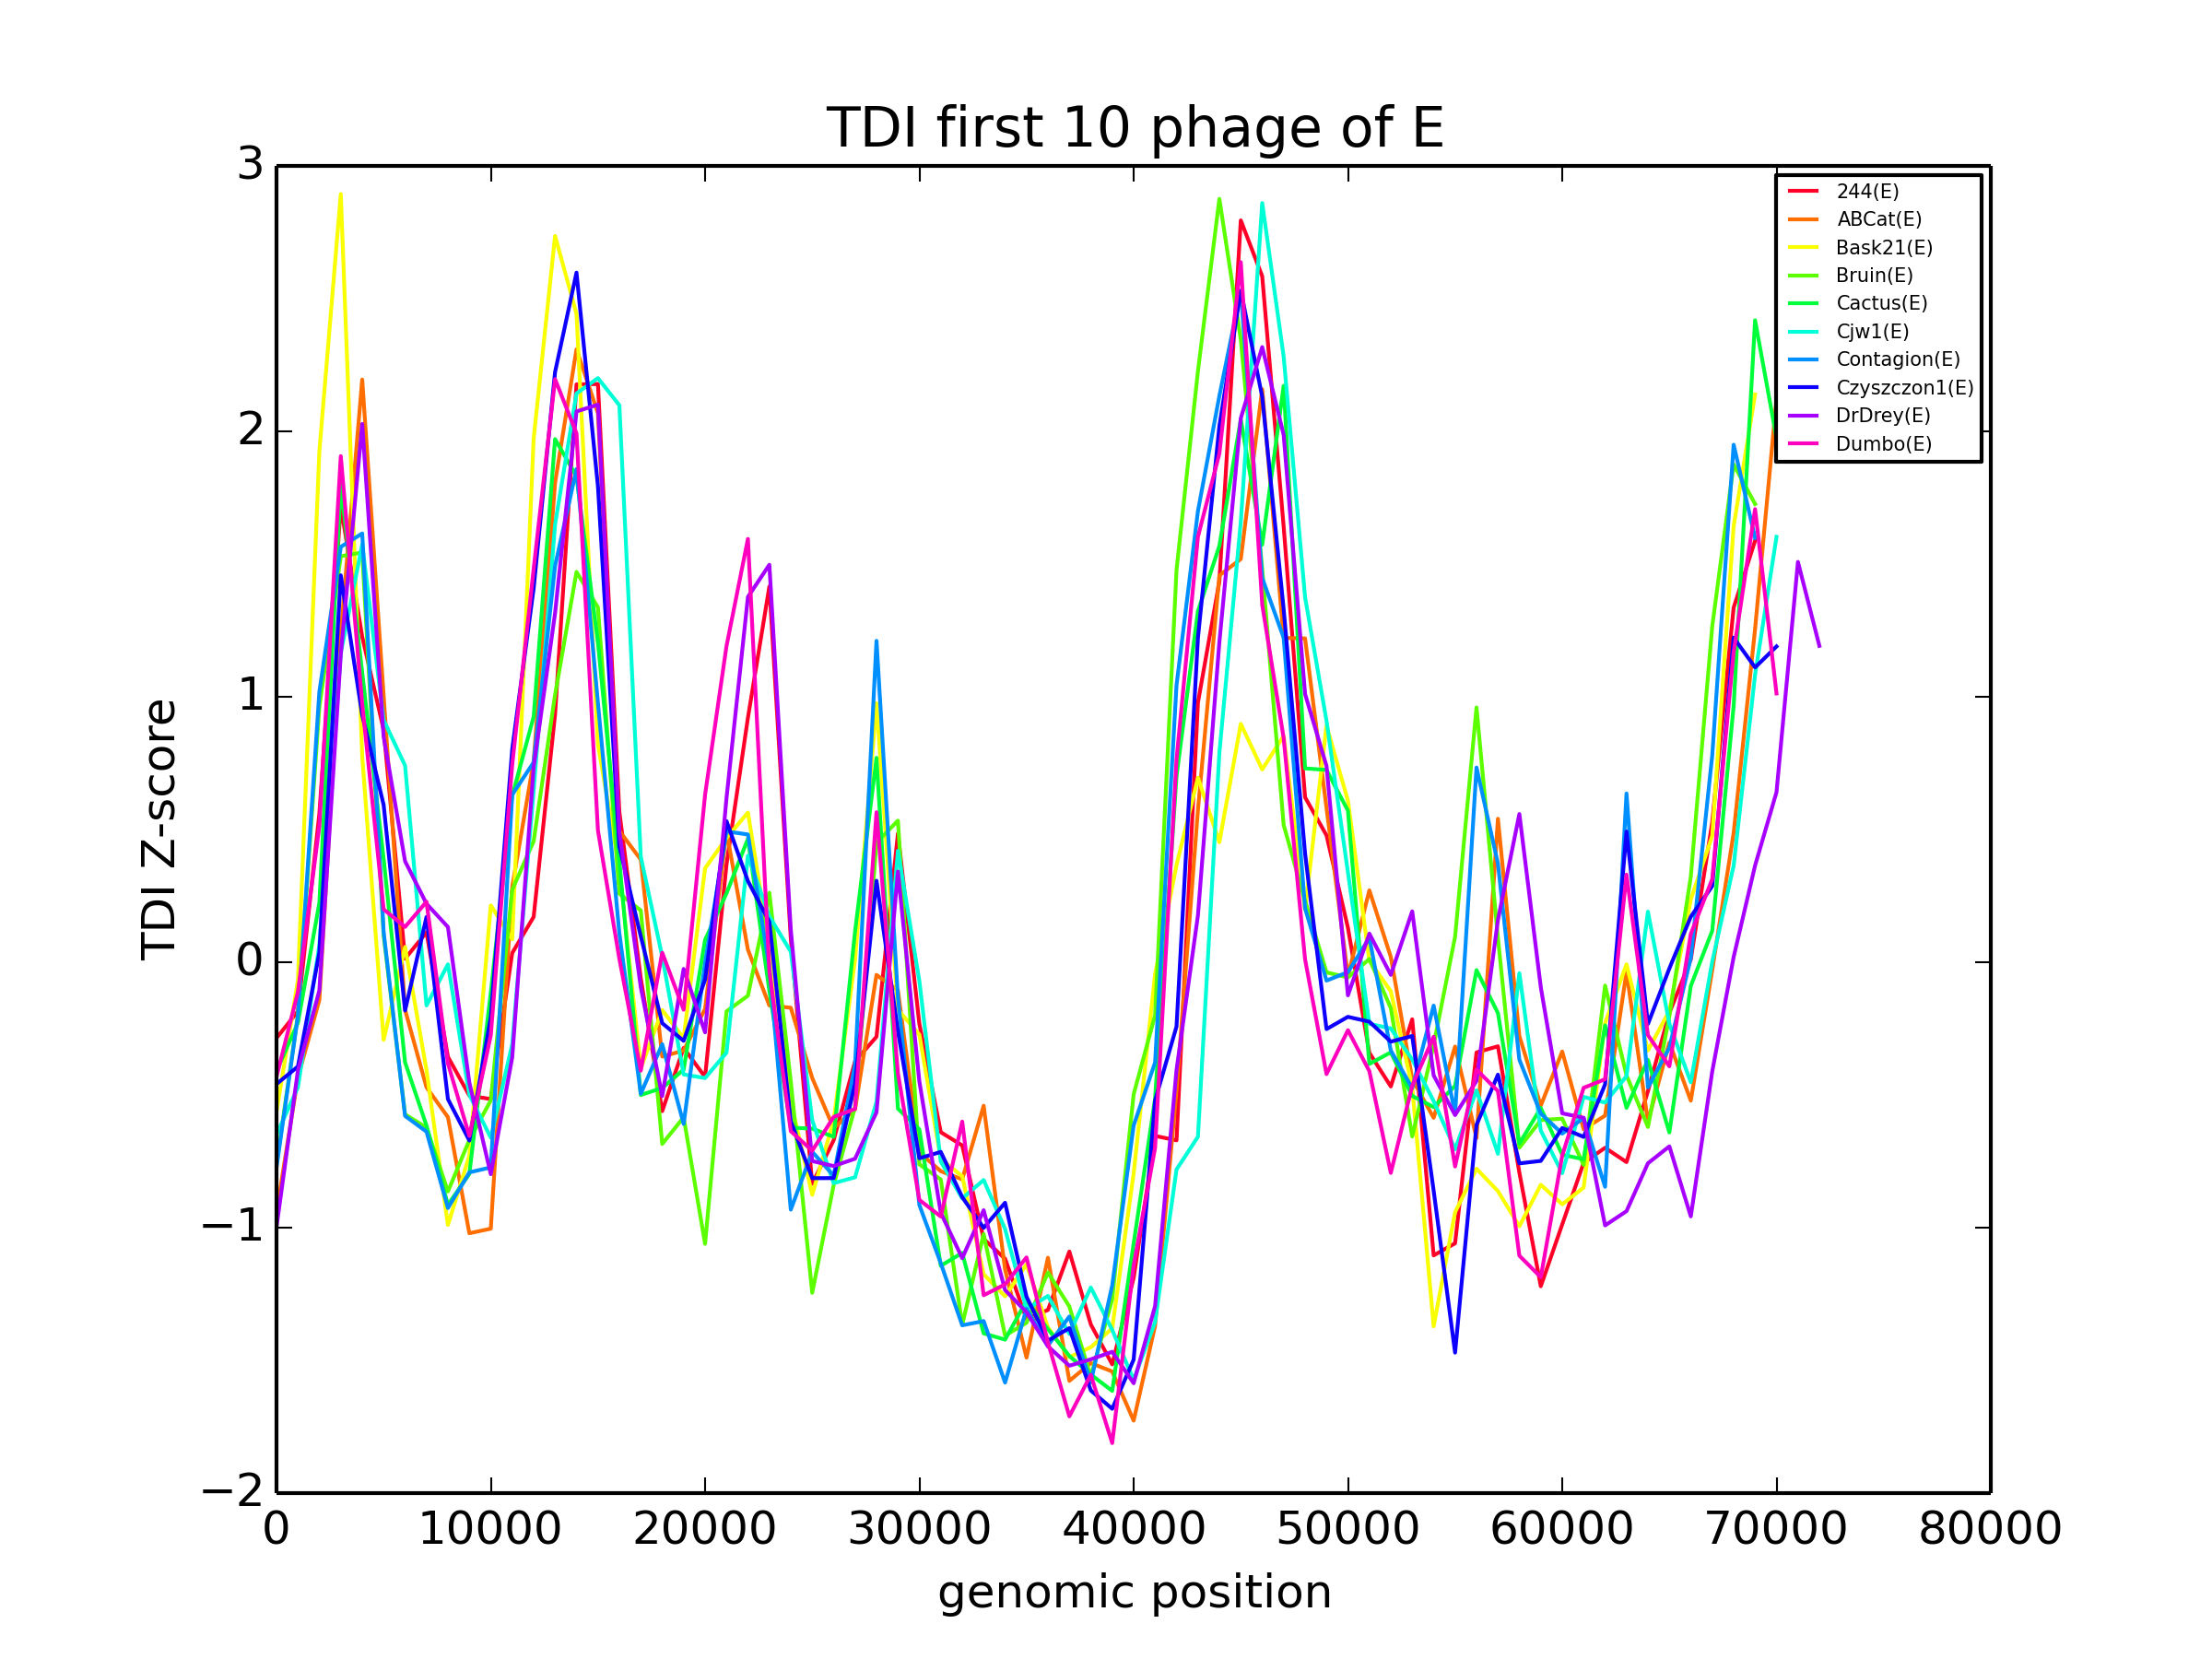 TDI first 10 phage of E
3
2
1
0
−1
−2
TDI Z-score
244(E)
ABCat(E)
Bask21(E)
Bruin(E)
Cactus(E)
Cjw1(E)
Contagion(E)
Czyszczon1(E)
DrDrey(E)
Dumbo(E)
0 10000 20000 30000 40000 50000 60000 70000 80000
genomic position